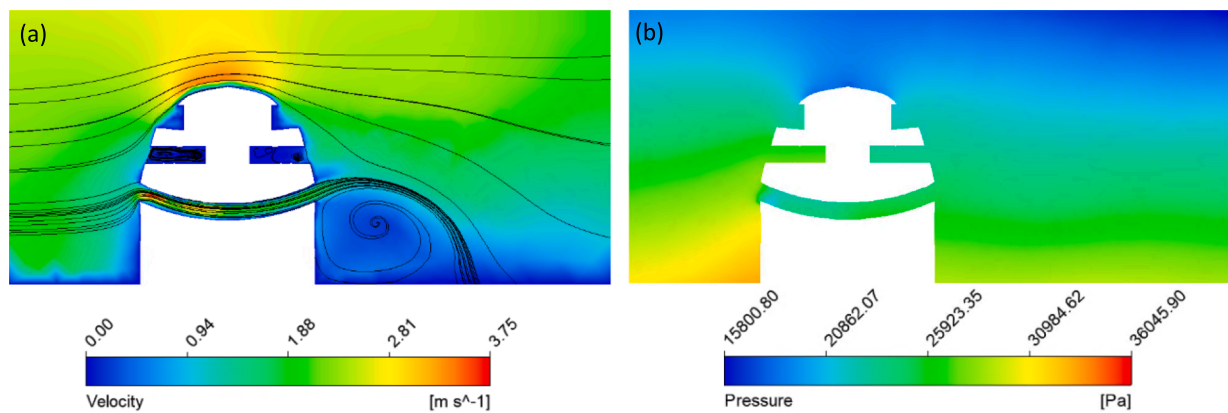 (a)
(b)
0.00
0.94
1.88
2.81
3.75
Velocity
[m s^-1]
15800.80
20862.07
25923.35
30984.62
36045.90
Pressure
[Pa]